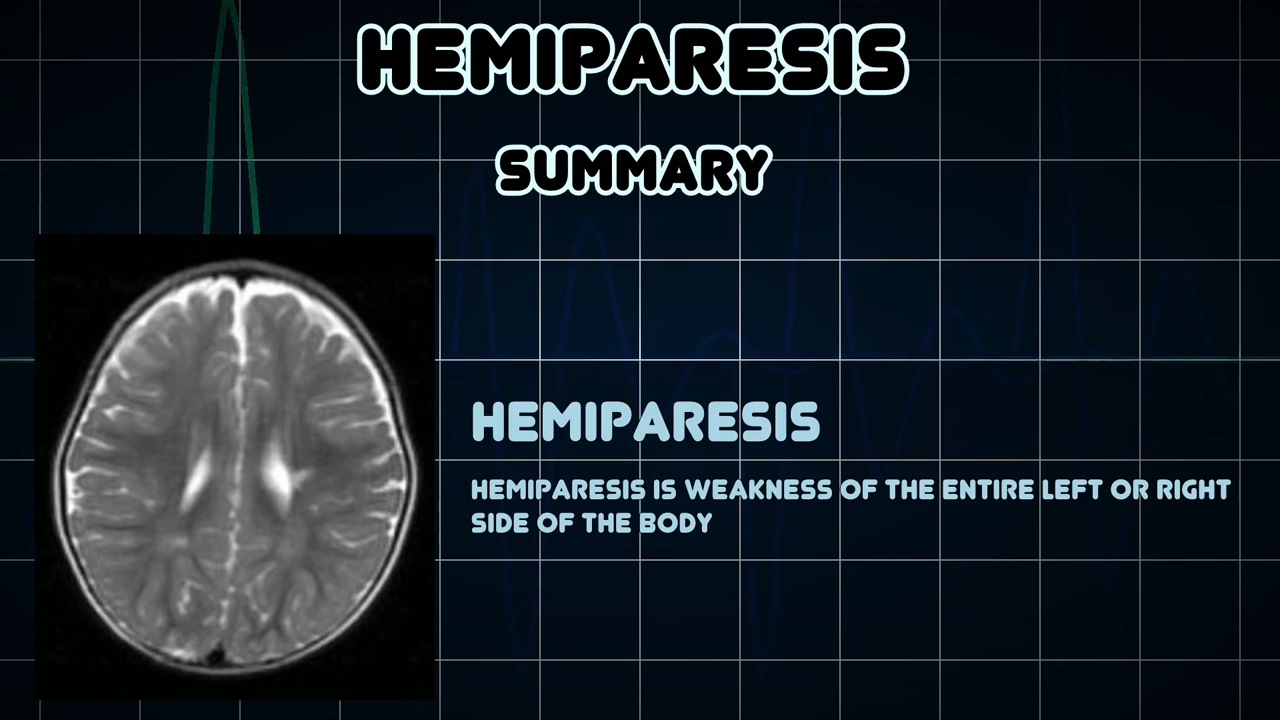 HEMIPARESIS
SUMMARY
HEMIPARESIS
HEMIPARESIS IS WEAKNESS OF THE ENTIRE LEFT OR RIGHT
SIDE OF THE BODY